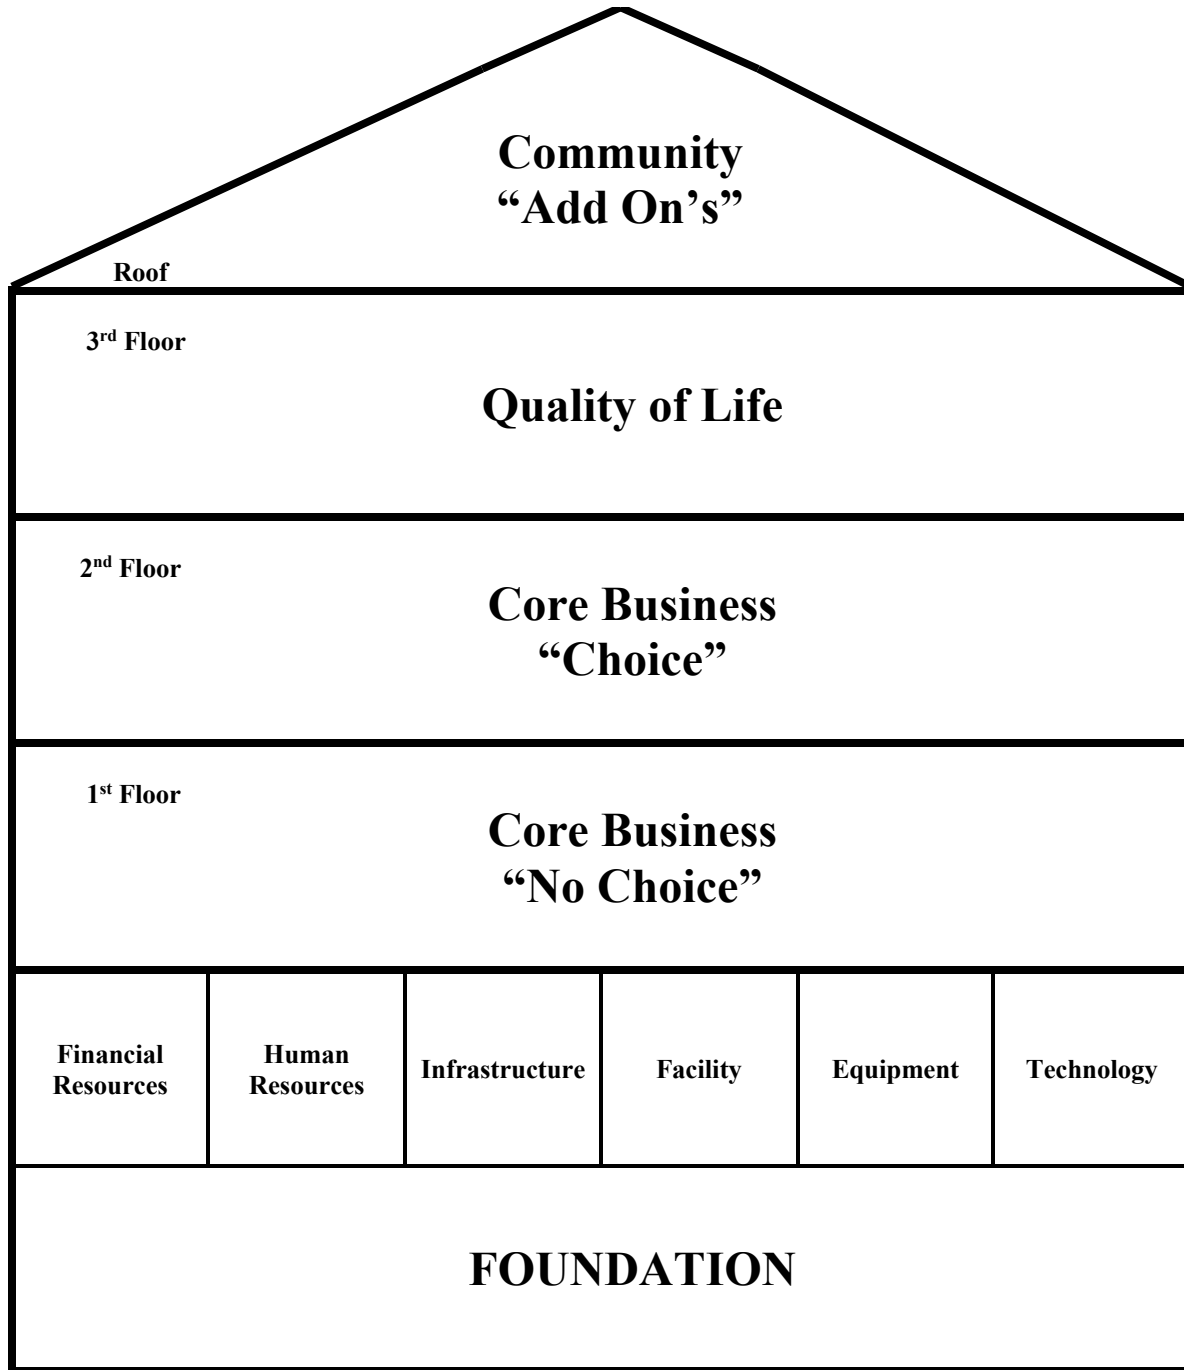 Community
“Add On’s”
Roof
3rd Floor
Quality of Life
2nd Floor
Core Business
“Choice”
1st Floor
Core Business
“No Choice”
Financial
Resources
Human
Resources
Infrastructure
Facility
Equipment
Technology
FOUNDATION